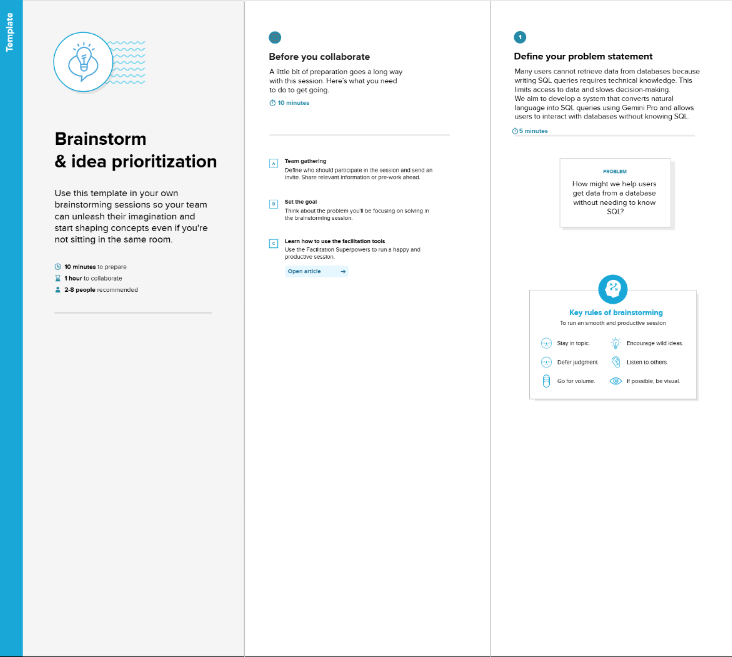 Template
Brainstorm
& idea prioritization
Use this template in your own
brainstorming sessions so your team
can unleash their imagination and
start shaping concepts even if you're
not sitting in the same room.
10 minutes to prepare
1 hour to collaborate
2-8 people recommended
Before you collaborate
A little bit of preparation goes a long way
with this session. Here's what you need
to do to get going.
10 minutes
A
Team gathering
Define who should participate in the session and send an
invite. Share relevant information or pre-work ahead.
B
Set the goal
Think about the problem you'll be focusing on solving in
the brainstorming session.
C
Learn how to use the facilitation tools
Use the Facilitation Superpowers to run a happy and
productive session.
Open article
1
Define your problem statement
Many users cannot retrieve data from databases because
writing SQL queries requires technical knowledge. This
limits access to data and slows decision-making.
We aim to develop a system that converts natural
language into SQL queries using Gemini Pro and allows
users to interact with databases without knowing SQL.
5 minutes
PROBLEM
How might we help users
get data from a database
without needing to know
SQL?
Key rules of brainstorming
To run an smooth and productive session
Stay in topic.
Encourage wild ideas.
Defer judgment.
Listen to others.
Go for volume.
If possible, be visual.